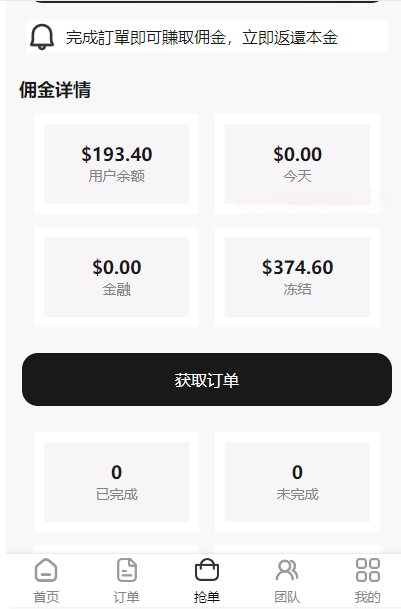 完成訂單即可賺取佣金，立即返還本金
佣金详情
$193.40
用户余额
$0.00
今天
$0.00
金融
$374.60
冻结
获取订单
0
已完成
0
未完成
首页
订单
抢单
团队
我的